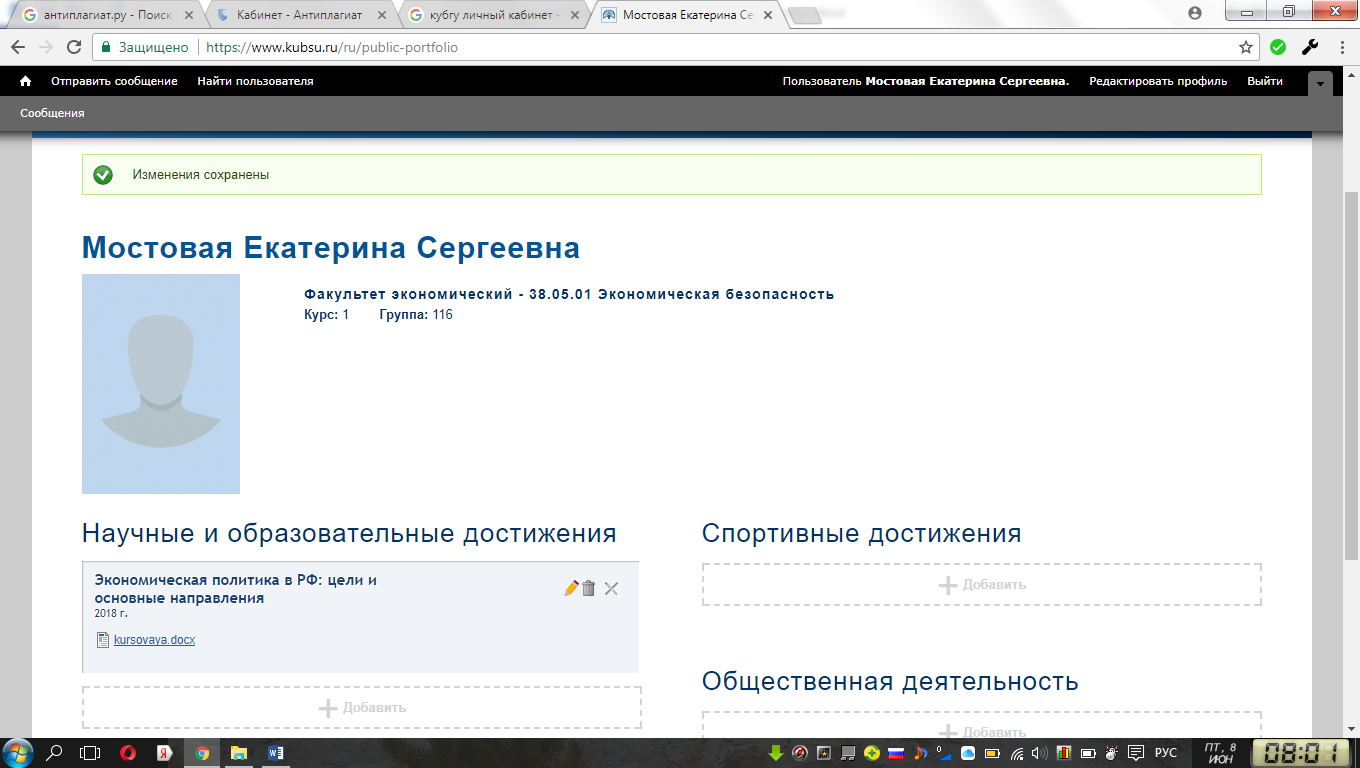 антиплагиат.ру - Поиск
Кабинет - Антиплагиат
кубгу личный кабинет -
Мостовая Екатерина Се
Защищено
https://www.kubsu.ru/ru/public-portfolio
Отправить сообщение Найти пользователя Пользователь Мостовая Екатерина Сергеевна. Редактировать профиль Выйти
Сообщения
Изменения сохранены
Мостовая Екатерина Сергеевна
Факультет экономический - 38.05.01 Экономическая безопасность
Курс: 1 Группа: 116
Научные и образовательные достижения
Экономическая политика в РФ: цели и
основные направления
2018 г.
kursovaya.docx
Добавить
Спортивные достижения
Добавить
Общественная деятельность
Добавить
РУС
ПТ, 8
ИЮН
08:01